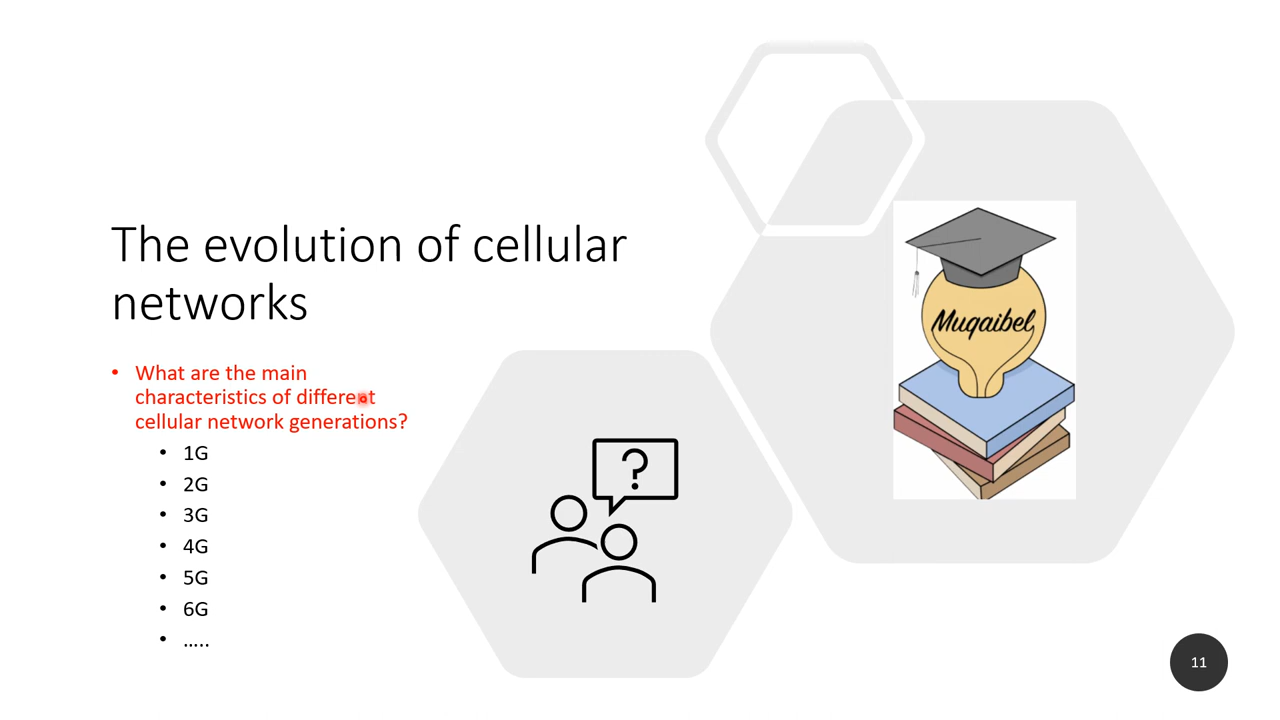 The evolution of cellular
networks
• What are the main
characteristics of different
cellular network generations?
• 1G
• 2G
• 3G
• 4G
• 5G
• 6G
• …..
?
Muqaibel
11